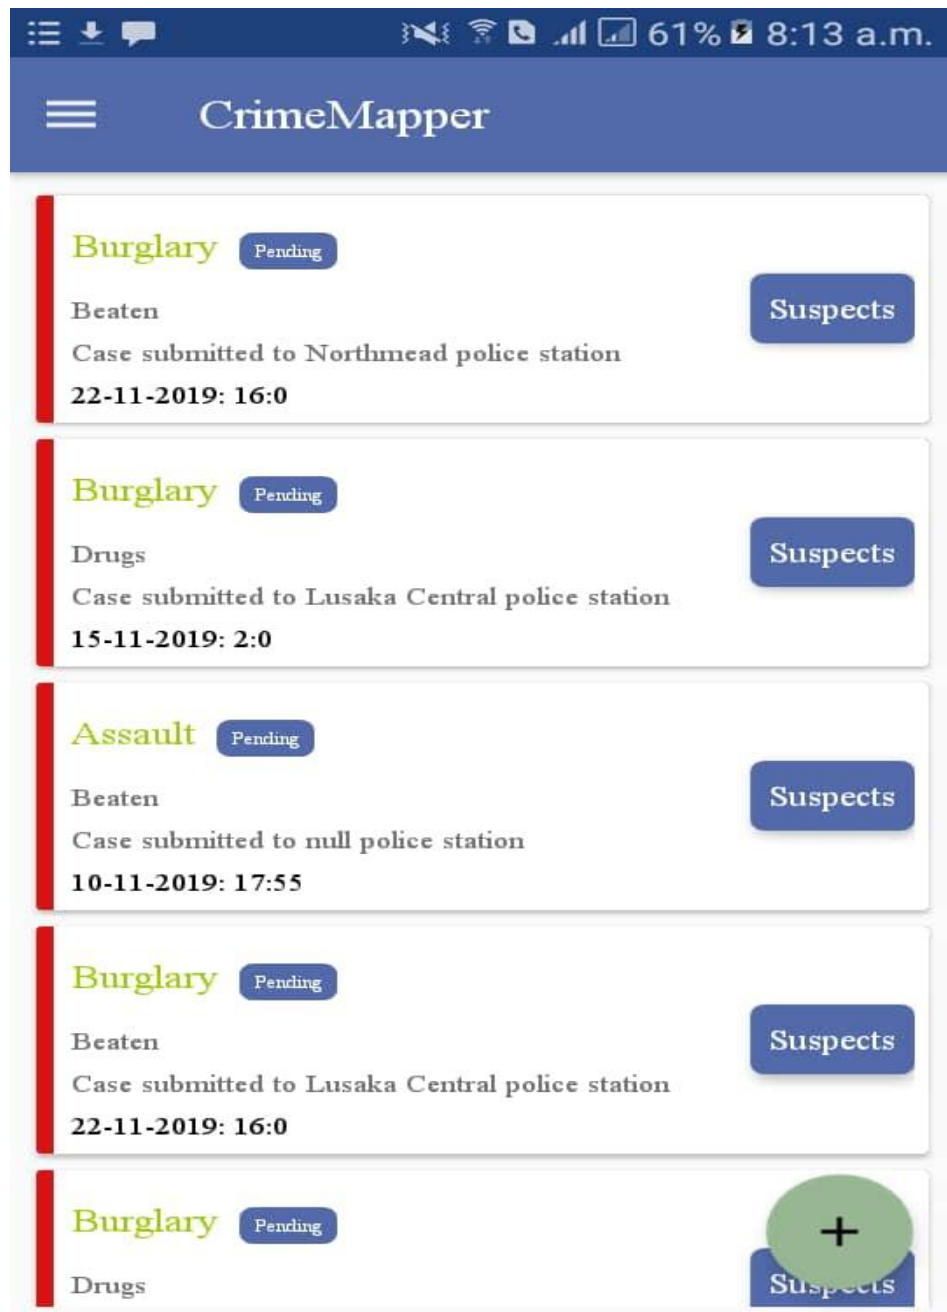 61% 8:13 a.m.
CrimeMapper
Burglary Pending
Beaten
Suspects
Case submitted to Northmead police station
22-11-2019: 16:0
Burglary Pending
Drugs
Suspects
Case submitted to Lusaka Central police station
15-11-2019: 2:0
Assault Pending
Beaten
Suspects
Case submitted to null police station
10-11-2019: 17:55
Burglary Pending
Beaten
Suspects
Case submitted to Lusaka Central police station
22-11-2019: 16:0
Burglary Pending
+
Drugs
Suspects